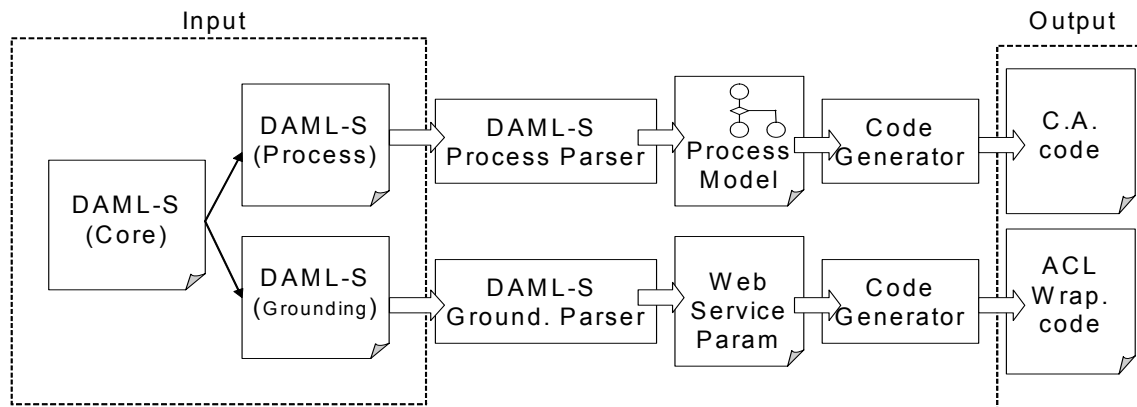 Input
Output
DAML-S
(Core)
DAML-S
(Process)
DAML-S
Process Parser
Process
Model
Code
Generator
C.A.
code
DAML-S
(Grounding)
DAML-S
Ground. Parser
Web
Service
Param
Code
Generator
ACL
Wrap.
code